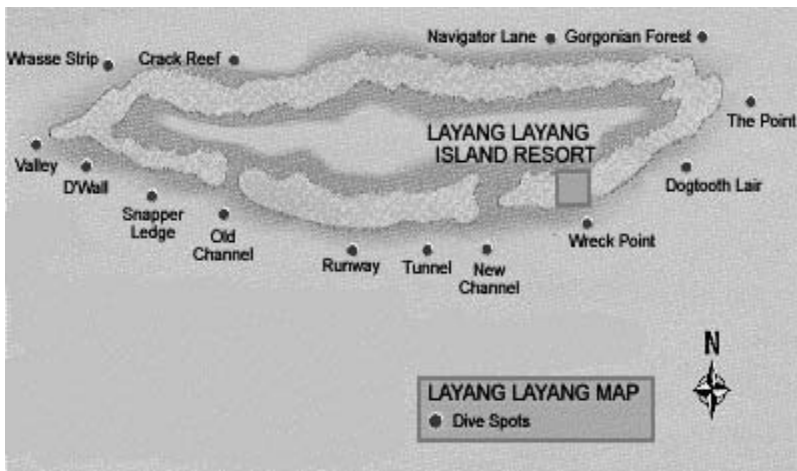 Navigator Lane
Gorgonian Forest
Wrasse Strip
Crack Reef
The Point
LAYANG LAYANG
ISLAND RESORT
Valley
D'Wall
Dogtooth Lair
Snapper
Ledge
Old
Channel
Wreck Point
Runway
Tunnel
New
Channel
N
LAYANG LAYANG MAP
Dive Spots